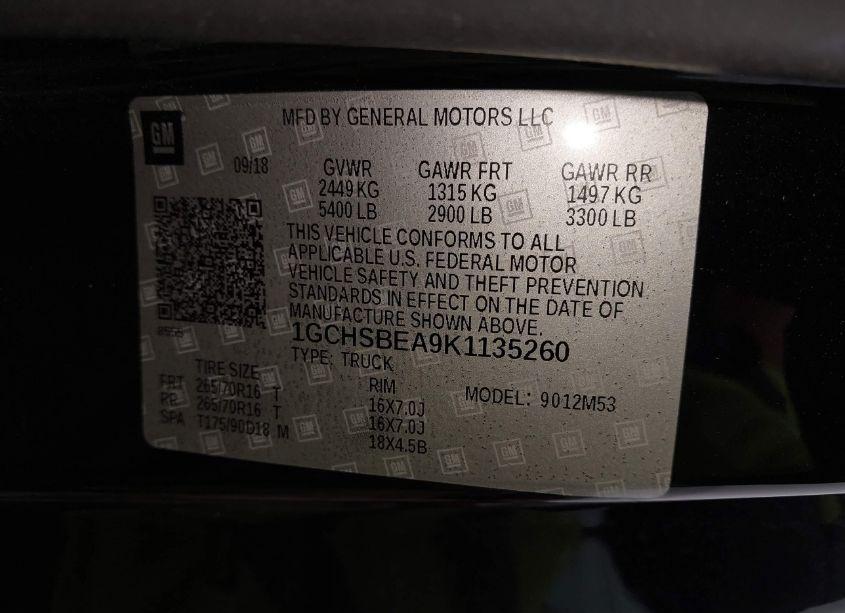 GM
MFD BY GENERAL MOTORS LLC
09/18
GVWR GAWR FRT GAWR RR
2449 KG 1315 KG 1497 KG
5400 LB 2900 LB 3300 LB
THIS VEHICLE CONFORMS TO ALL
APPLICABLE U.S. FEDERAL MOTOR
VEHICLE SAFETY AND THEFT PREVENTION
STANDARDS IN EFFECT ON THE DATE OF
MANUFACTURE SHOWN ABOVE.
1GCHSBEA9K1135260
TYPE: TRUCK
TIRE SIZE RIM MODEL: 9012M53
FRT 265/70R16 T 16X7.0J
RR 265/70R16 T 16X7.0J
SPA T175/90D18 M 18X4.5B